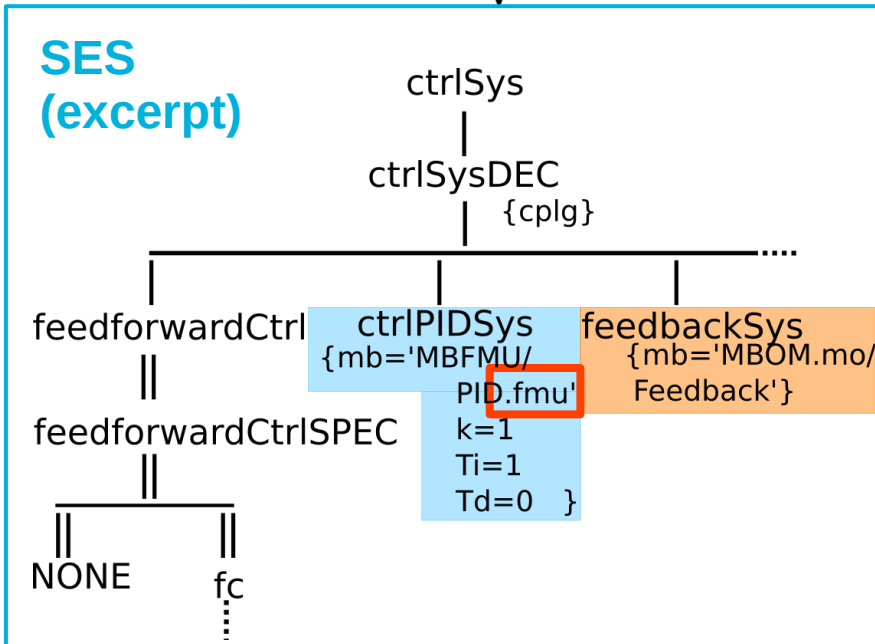 SES
(excerpt)
ctrlSys
ctrlSysDEC
{cplg}
feedforwardCtrl
ctrlPIDSys
feedbackSys
{mb='MBFMU/
{mb='MBOM.mo/
PID.fmu'
Feedback'}
k=1
feedforwardCtrlSPEC
Ti=1
Td=0 }
NONE
fc